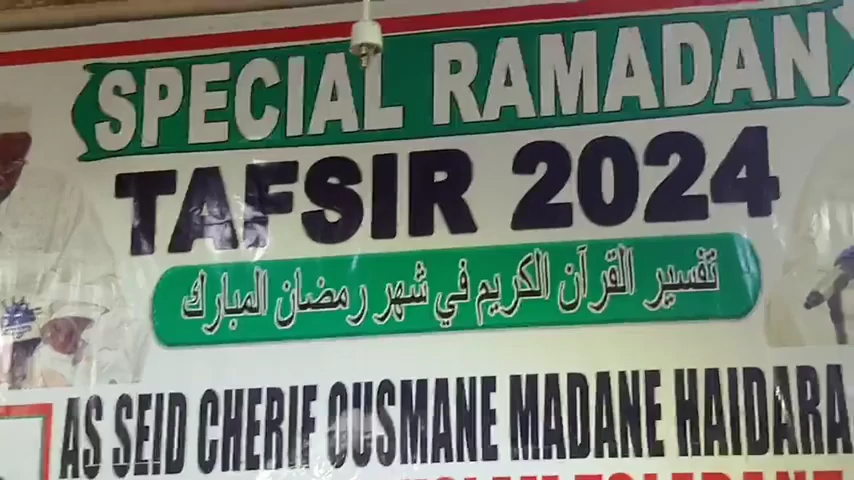 SPECIAL RAMADAN
TAFSIR 2024
تفسير القرآن الكريم في شهر رمضان المبارك
AS SEID CHERIF OUSMANE MADANE HAIDARA